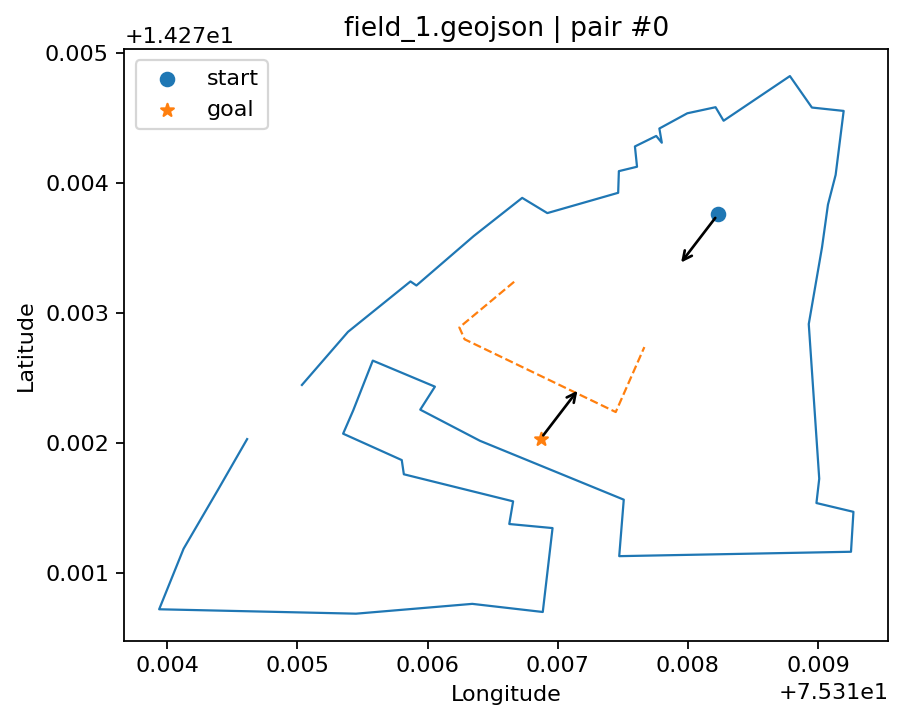 field_1.geojson | pair #0
+1.427e1
start
goal
0.005
0.004
0.003
0.002
0.001
Latitude
0.004 0.005 0.006 0.007 0.008 0.009
+7.531e1
Longitude